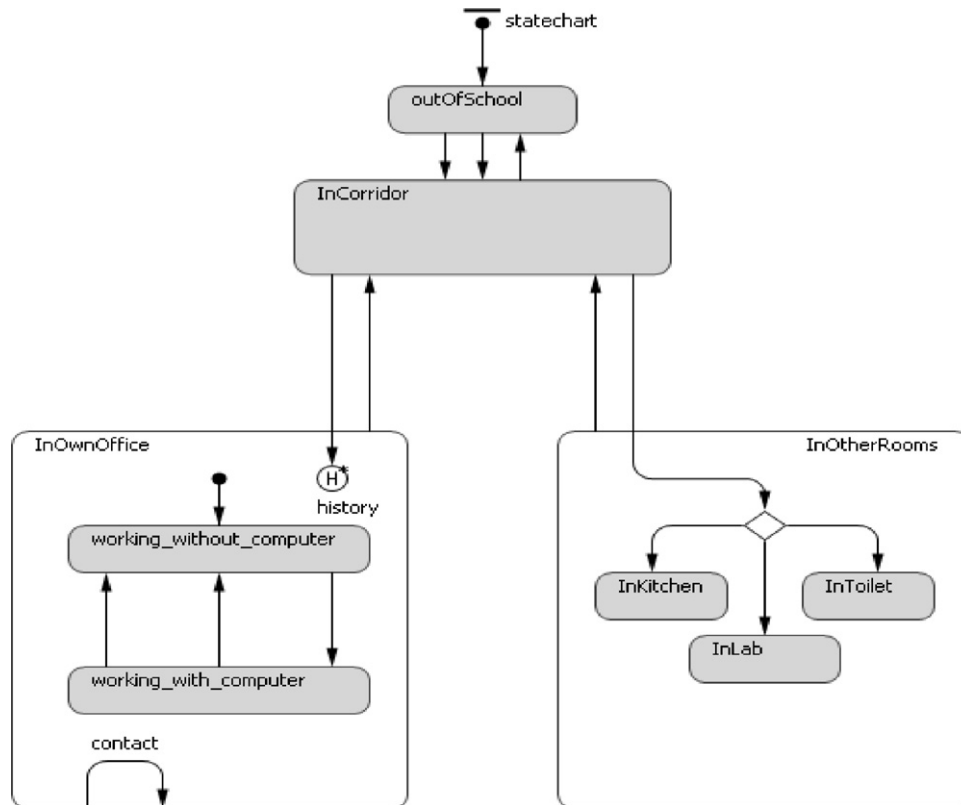 statechart
outOfSchool
InCorridor
InOwnOffice
InOtherRooms
H*
history
working_without_computer
InKitchen
InToilet
InLab
working_with_computer
contact